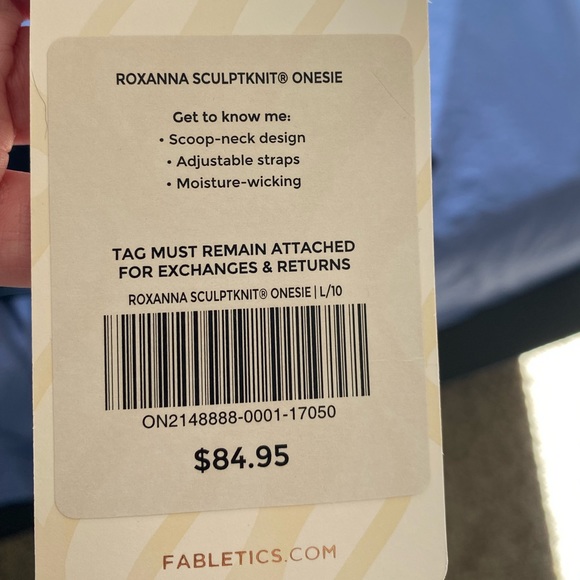 ROXANNA SCULPTKNIT® ONESIE
Get to know me:
• Scoop-neck design
• Adjustable straps
• Moisture-wicking
TAG MUST REMAIN ATTACHED
FOR EXCHANGES & RETURNS
ROXANNA SCULPTKNIT® ONESIE | L/10
ON2148888-0001-17050
$84.95
FABLETICS.COM